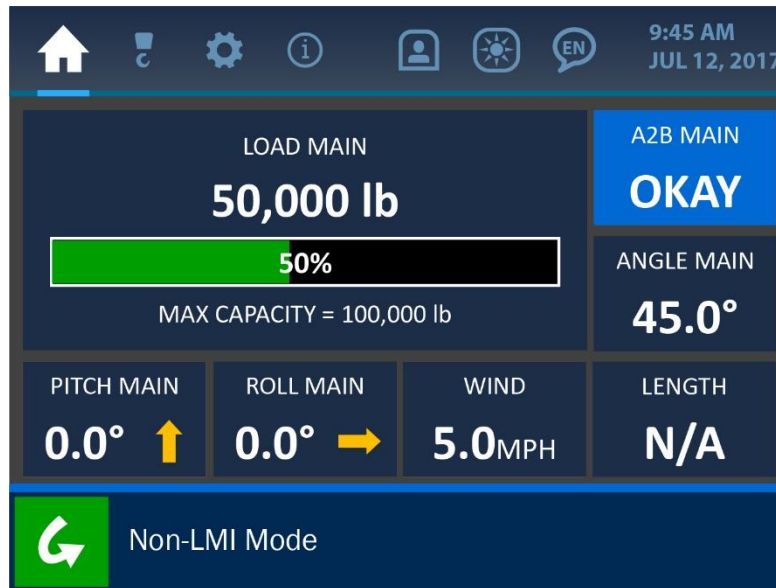 EN
9:45 AM
JUL 12, 2017
LOAD MAIN
50,000 lb
50%
MAX CAPACITY = 100,000 lb
A2B MAIN
OKAY
ANGLE MAIN
45.0°
PITCH MAIN
0.0°
ROLL MAIN
0.0°
WIND
5.0MPH
LENGTH
N/A
Non-LMI Mode